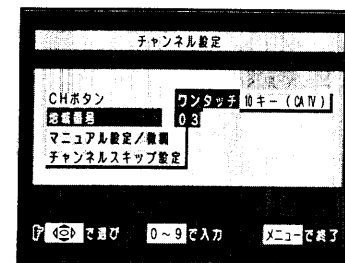 チャンネル設定
CHボタン ワンタッチ 10キー(CATV)
地域番号 03
マニュアル設定/微調
チャンネルスキップ設定
で選び 0~9で入力 メニューで終了